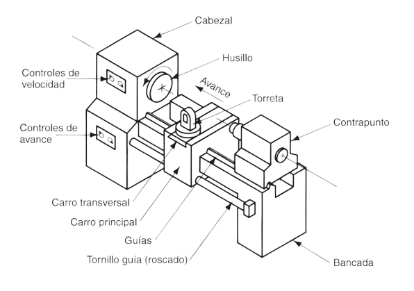 Cabezal
Husillo
Controles de
velocidad
Avance
Torreta
Controles de
avance
Contrapunto
Carro transversal
Carro principal
Guías
Tornillo guía (roscado)
Bancada